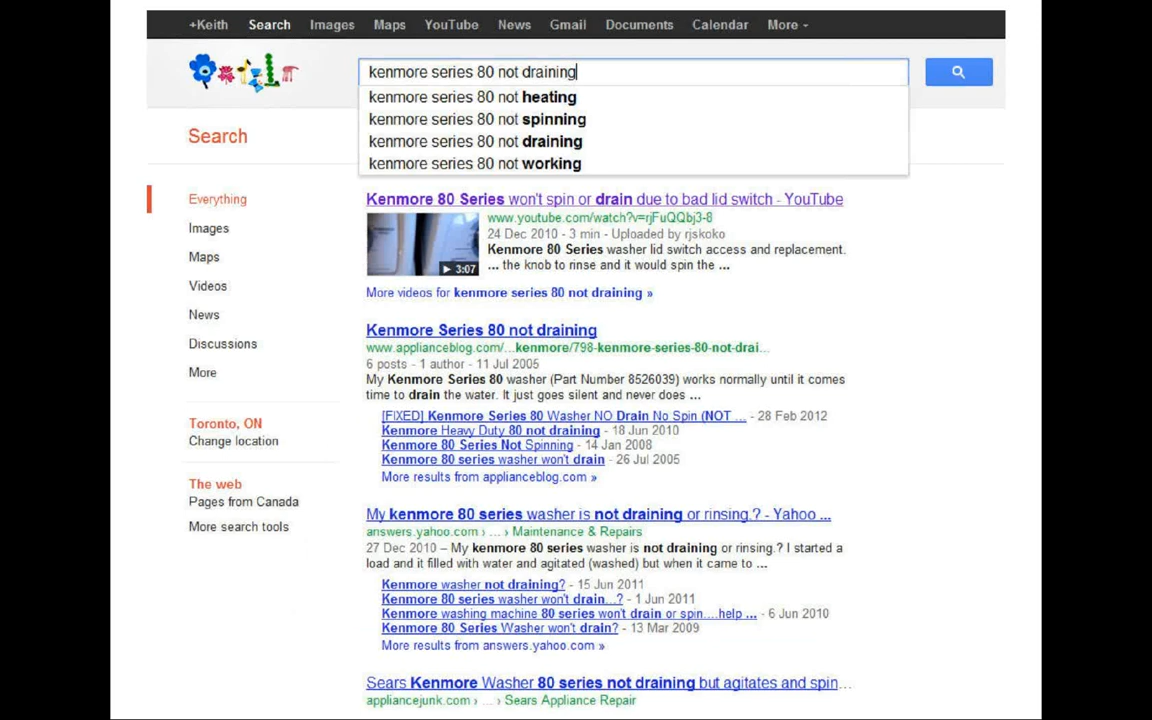 +Keith Search Images Maps YouTube News Gmail Documents Calendar More
kenmore series 80 not draining
kenmore series 80 not heating
kenmore series 80 not spinning
kenmore series 80 not draining
kenmore series 80 not working
Search
Everything
Images
Maps
Videos
News
Discussions
More
Toronto, ON
Change location
The web
Pages from Canada
More search tools
Kenmore 80 Series won't spin or drain due to bad lid switch - YouTube
www.youtube.com/watch?v=rjFuQQbj3-8
24 Dec 2010 - 3 min - Uploaded by rjskoko
Kenmore 80 Series washer lid switch access and replacement.
... the knob to rinse and it would spin the ...
3:07
More videos for kenmore series 80 not draining »
Kenmore Series 80 not draining
www.applianceblog.com/...kenmore/798-kenmore-series-80-not-drai...
6 posts - 1 author - 11 Jul 2005
My Kenmore Series 80 washer (Part Number 8526039) works normally until it comes
time to drain the water. It just goes silent and never does ...
[FIXED] Kenmore Series 80 Washer NO Drain No Spin (NOT ... - 28 Feb 2012
Kenmore Heavy Duty 80 not draining - 18 Jun 2010
Kenmore 80 Series Not Spinning - 14 Jan 2008
Kenmore 80 series washer won't drain - 26 Jul 2005
More results from applianceblog.com »
My kenmore 80 series washer is not draining or rinsing.? - Yahoo ...
answers.yahoo.com › ... › Maintenance & Repairs
27 Dec 2010 – My kenmore 80 series washer is not draining or rinsing.? I started a
load and it filled with water and agitated (washed) but when it came to ...
Kenmore washer not draining? - 15 Jun 2011
Kenmore 80 series washer won't drain...? - 1 Jun 2011
Kenmore washing machine 80 series won't drain or spin....help ... - 6 Jun 2010
Kenmore 80 Series Washer won't drain? - 13 Mar 2009
More results from answers.yahoo.com »
Sears Kenmore Washer 80 series not draining but agitates and spin...
appliancejunk.com › ... › Sears Appliance Repair